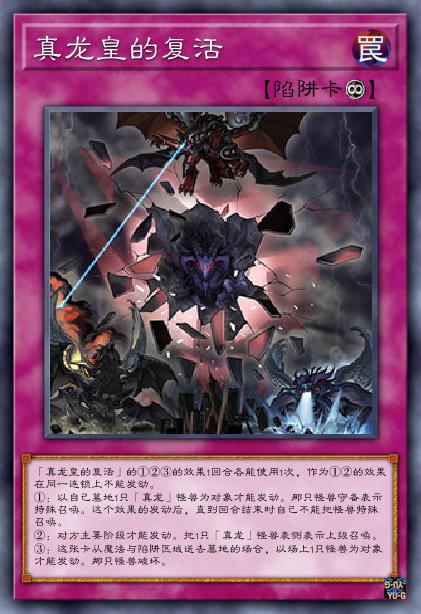 真龙皇的复活
罠
【陷阱卡】
「真龙皇的复活」的①②③的效果1回合各能使用1次，作为①②的效果
在同一连锁上不能发动。
①：以自己墓地1只「真龙」怪兽为对象才能发动。那只怪兽守备表示
特殊召唤。这个效果的发动后，直到回合结束时自己不能把怪兽特殊
召唤。
②：对方主要阶段才能发动。把1只「真龙」怪兽表侧表示上级召唤。
③：这张卡从魔法与陷阱区域送去墓地的场合，以场上1只怪兽为对象
才能发动。那只怪兽破坏。
YU-G